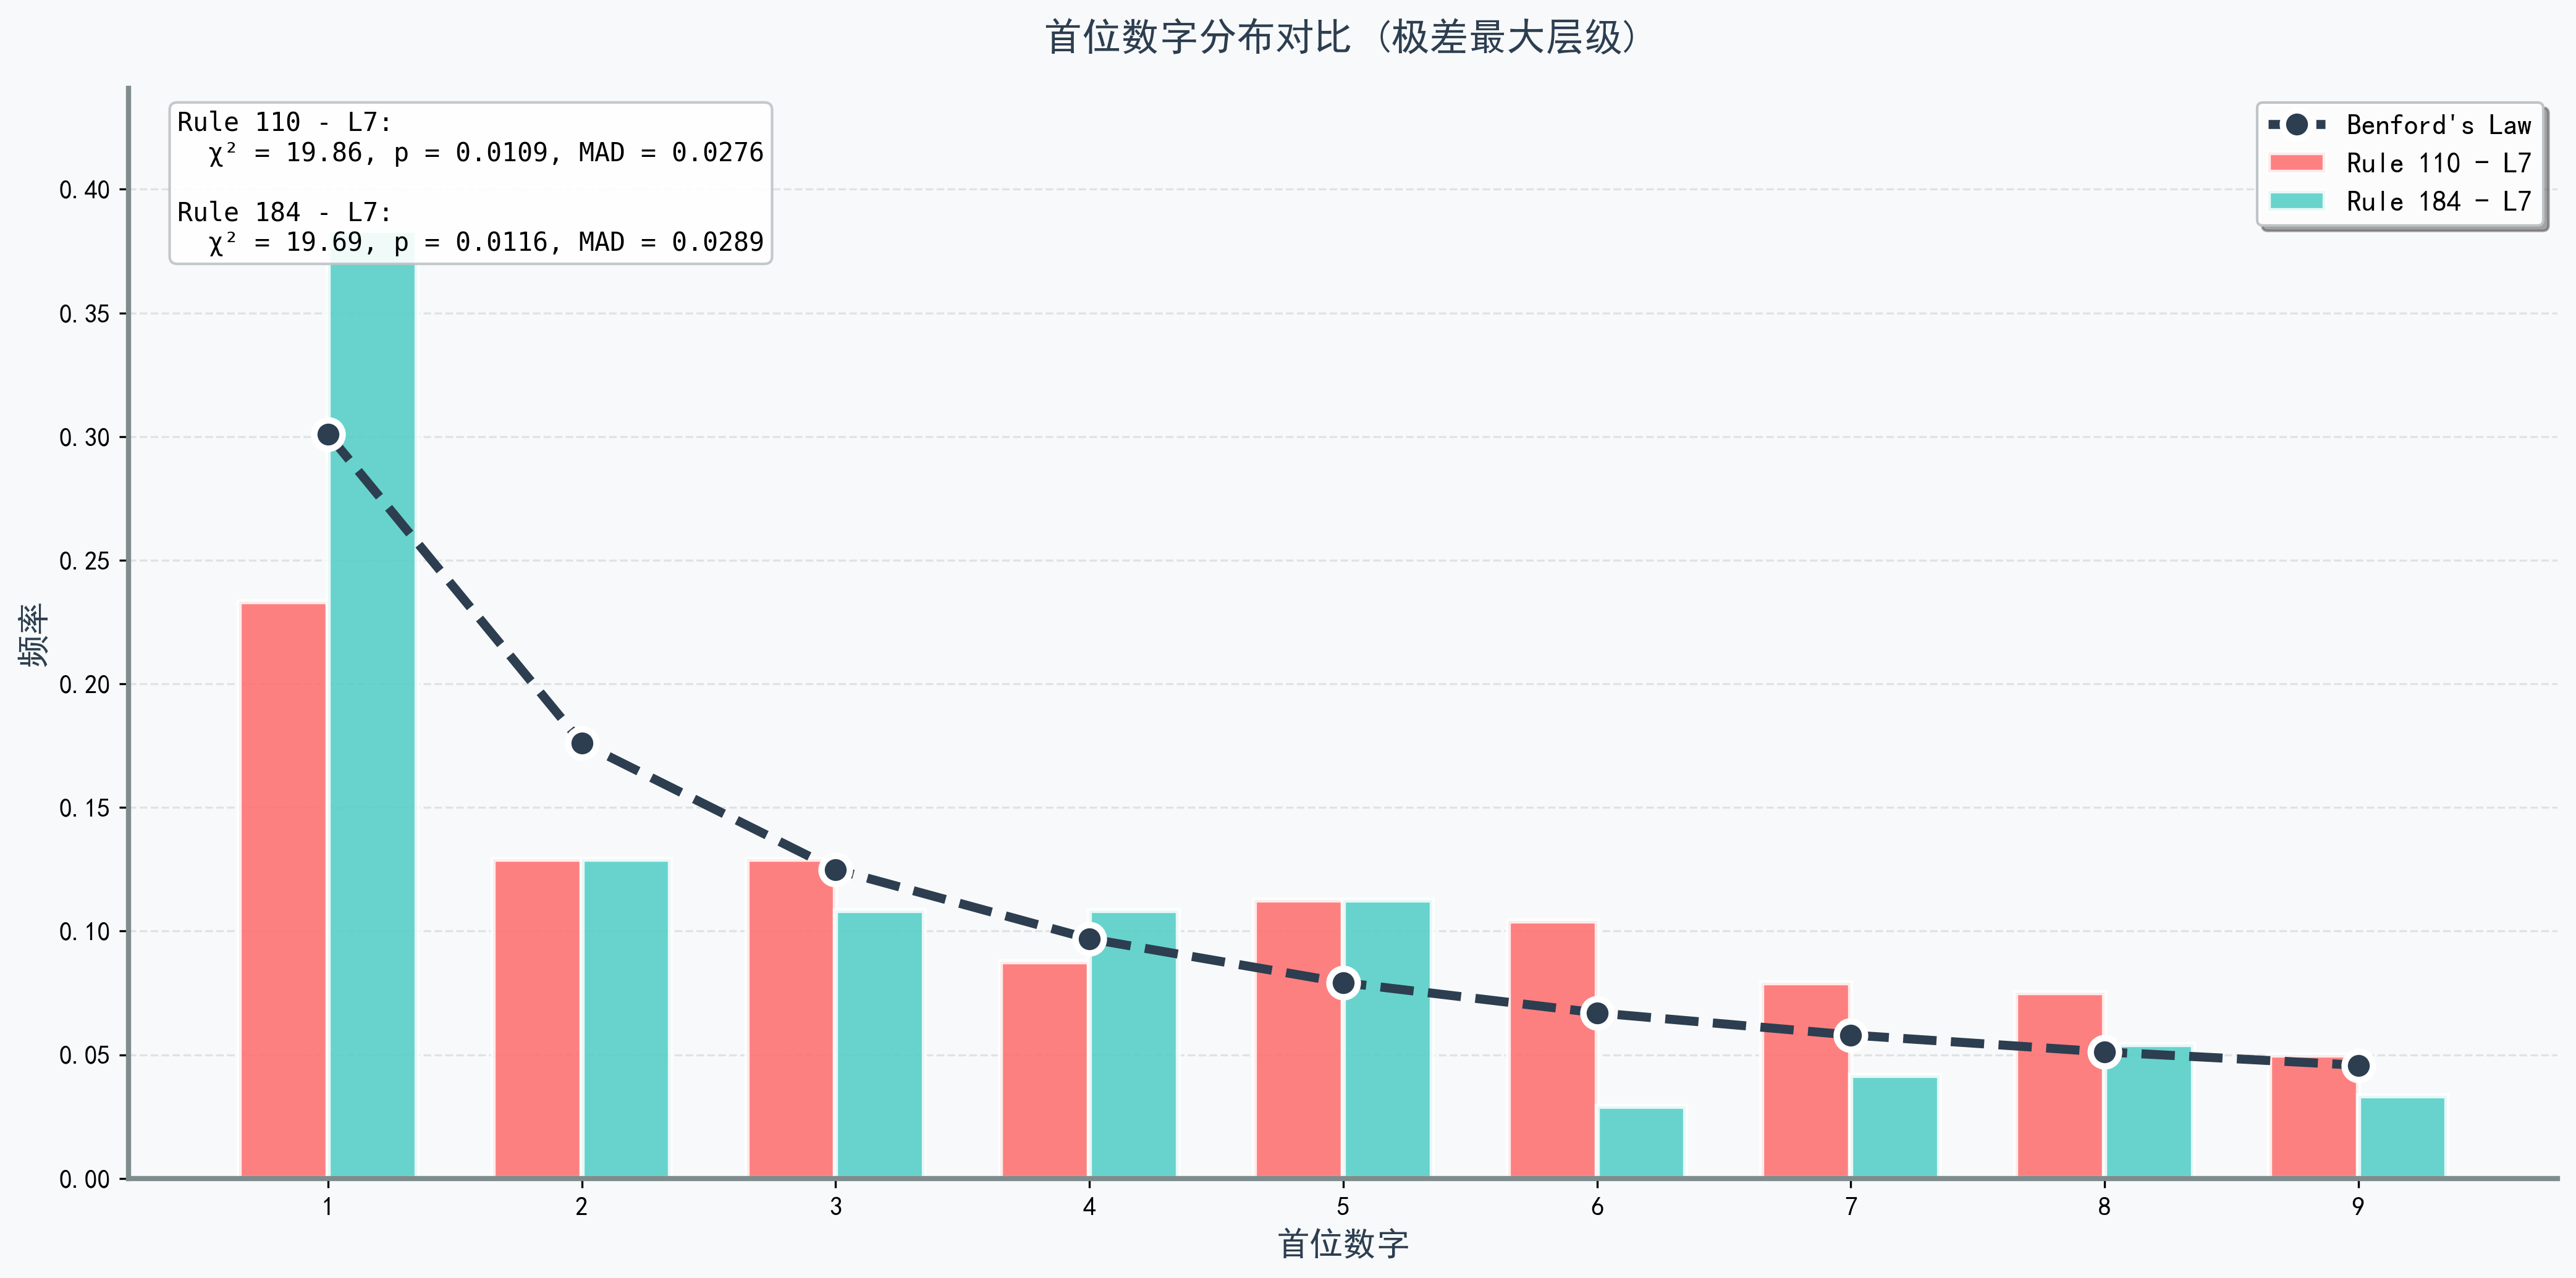 首位数字分布对比（极差最大层级）
Rule 110 - L7:
χ² = 19.86, p = 0.0109, MAD = 0.0276
Rule 184 - L7:
χ² = 19.69, p = 0.0116, MAD = 0.0289
Benford's Law
Rule 110 - L7
Rule 184 - L7
频率
0.40
0.35
0.30
0.25
0.20
0.15
0.10
0.05
0.00
1 2 3 4 5 6 7 8 9
首位数字